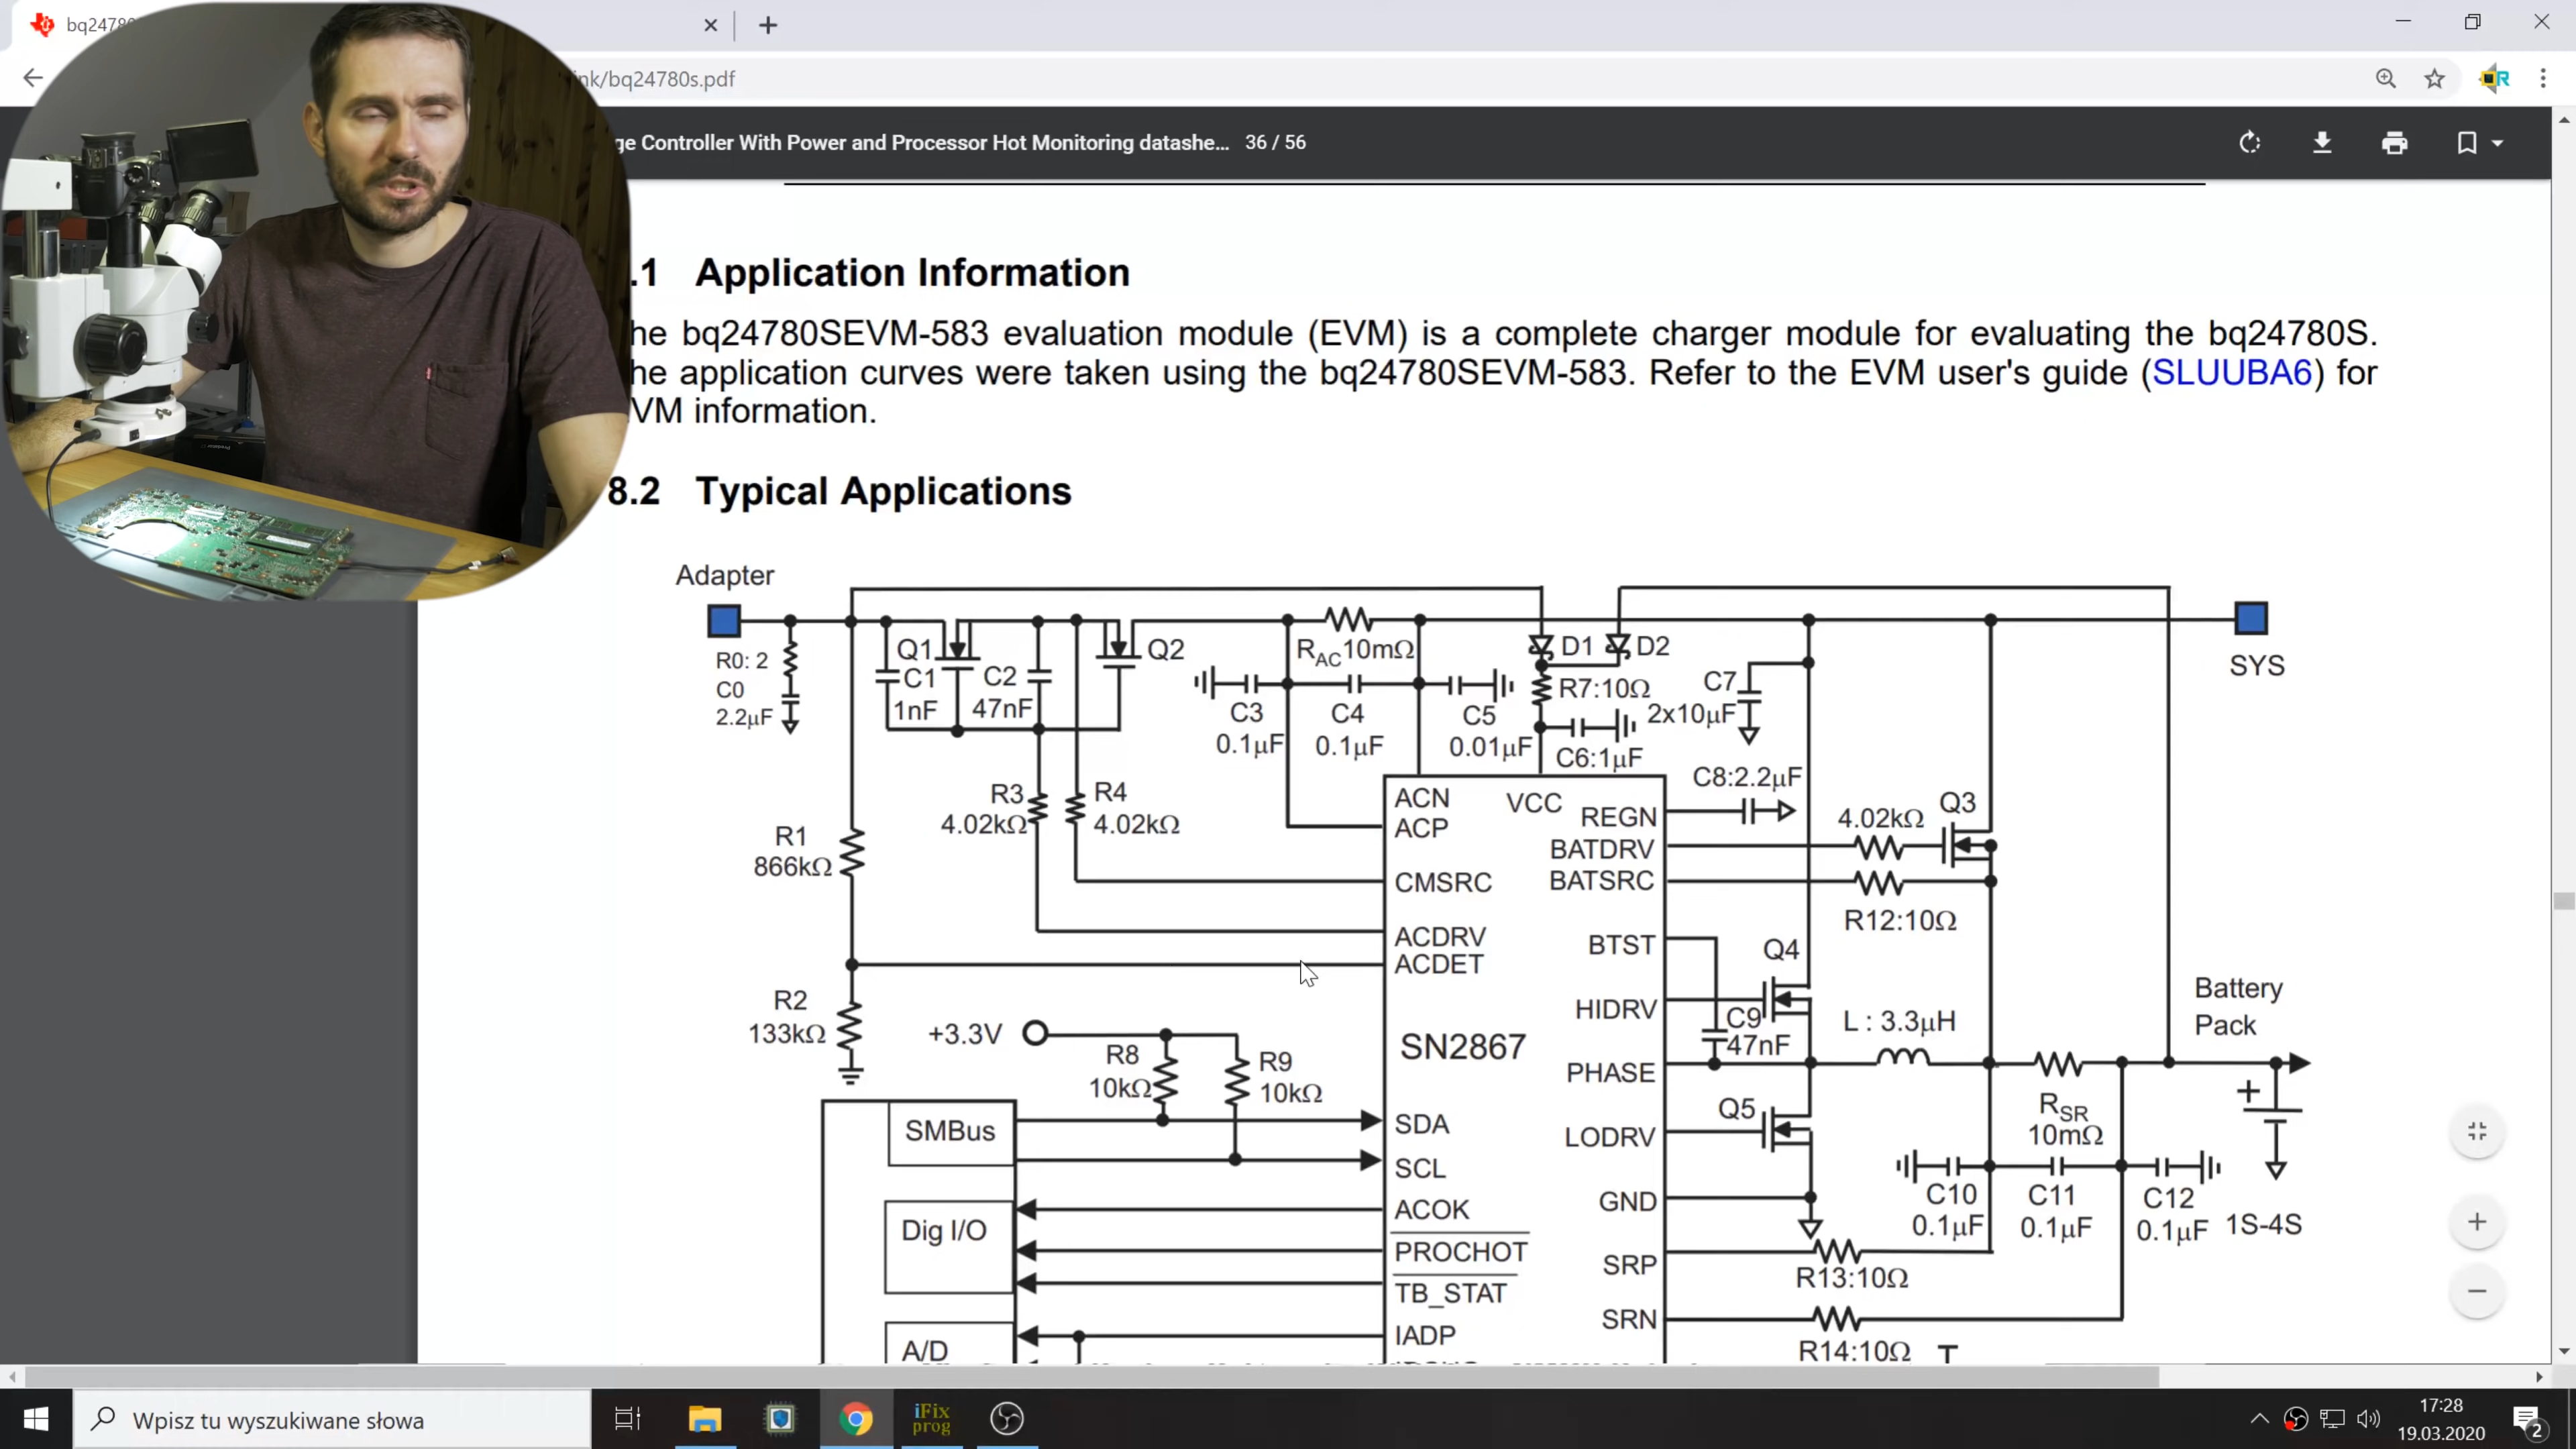 bq2478
ink/bq24780s.pdf
ge Controller With Power and Processor Hot Monitoring datashe... 36 / 56
.1 Application Information
he bq24780SEVM-583 evaluation module (EVM) is a complete charger module for evaluating the bq24780S.
he application curves were taken using the bq24780SEVM-583. Refer to the EVM user's guide (SLUUBA6) for
VM information.
8.2 Typical Applications
Adapter
R0: 2
C0
2.2µF
Q1
C1
1nF
C2
47nF
Q2
RAC 10mΩ
D1
D2
SYS
C3
0.1µF
C4
0.1µF
C5
0.01µF
R7:10Ω
C6:1µF
C7
2x10µF
C8:2.2µF
R3
4.02kΩ
R4
4.02kΩ
R1
866kΩ
R2
133kΩ
ACN
ACP
CMSRC
ACDRV
ACDET
VCC
REGN
BATDRV
BATSRC
BTST
HIDRV
PHASE
LODRV
GND
SRP
SRN
SN2867
4.02kΩ
Q3
R12:10Ω
Q4
C9
47nF
L : 3.3µH
Q5
RSR
10mΩ
Battery
Pack
+
C10
0.1µF
C11
0.1µF
C12
0.1µF
1S-4S
R13:10Ω
R14:10Ω
+3.3V
R8
10kΩ
R9
10kΩ
SMBus
SDA
SCL
Dig I/O
ACOK
PROCHOT
TB_STAT
A/D
IADP
Wpisz tu wyszukiwane słowa
iFix
prog
17:28
19.03.2020
2